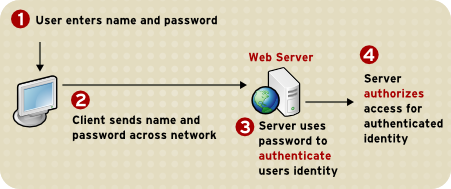 1 User enters name and password
Web Server
2
Client sends name and
password across network
3 Server uses
password to
authenticate
users identity
4
Server
authorizes
access for
authenticated
identity